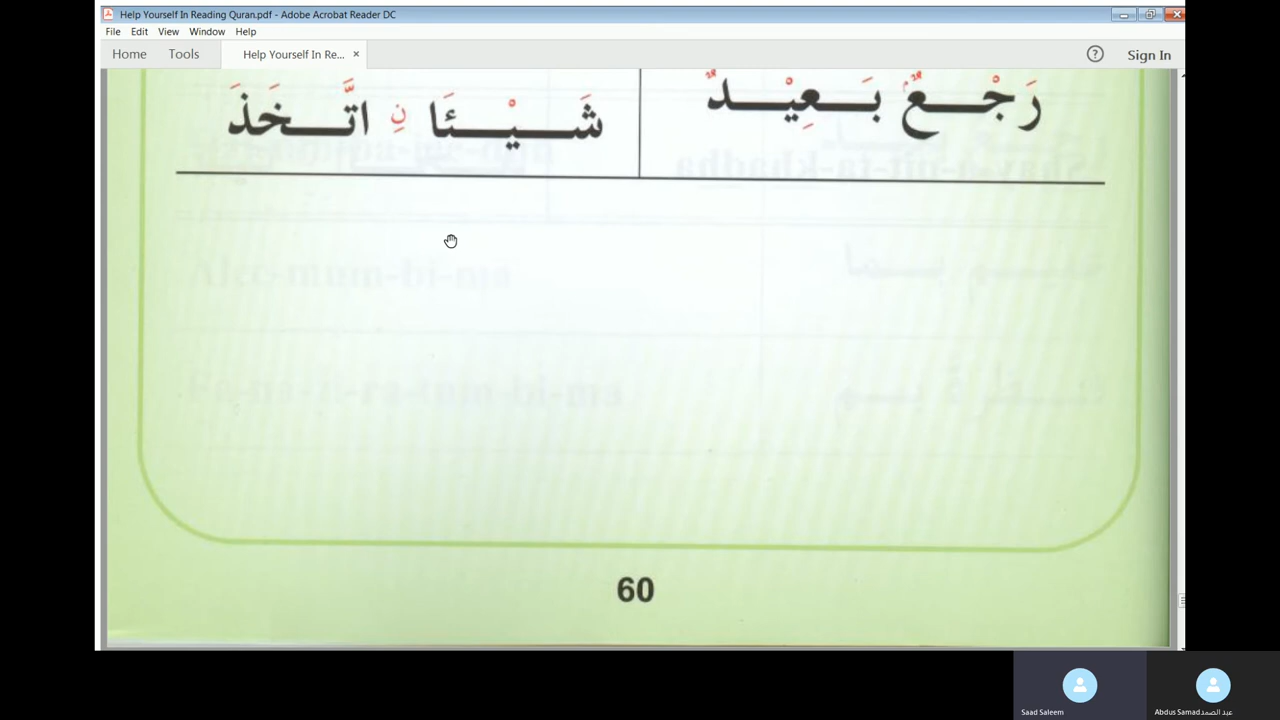 Help Yourself In Reading Quran.pdf - Adobe Acrobat Reader DC
File Edit View Window Help
Home Tools Help Yourself In Re... × ? Sign In
رَجْعٌۢ بَعِيْدٌ
شَيْئَا نِ اتَّخَذَ
60
Saad Saleem
Abdus Samad عبد الصمد